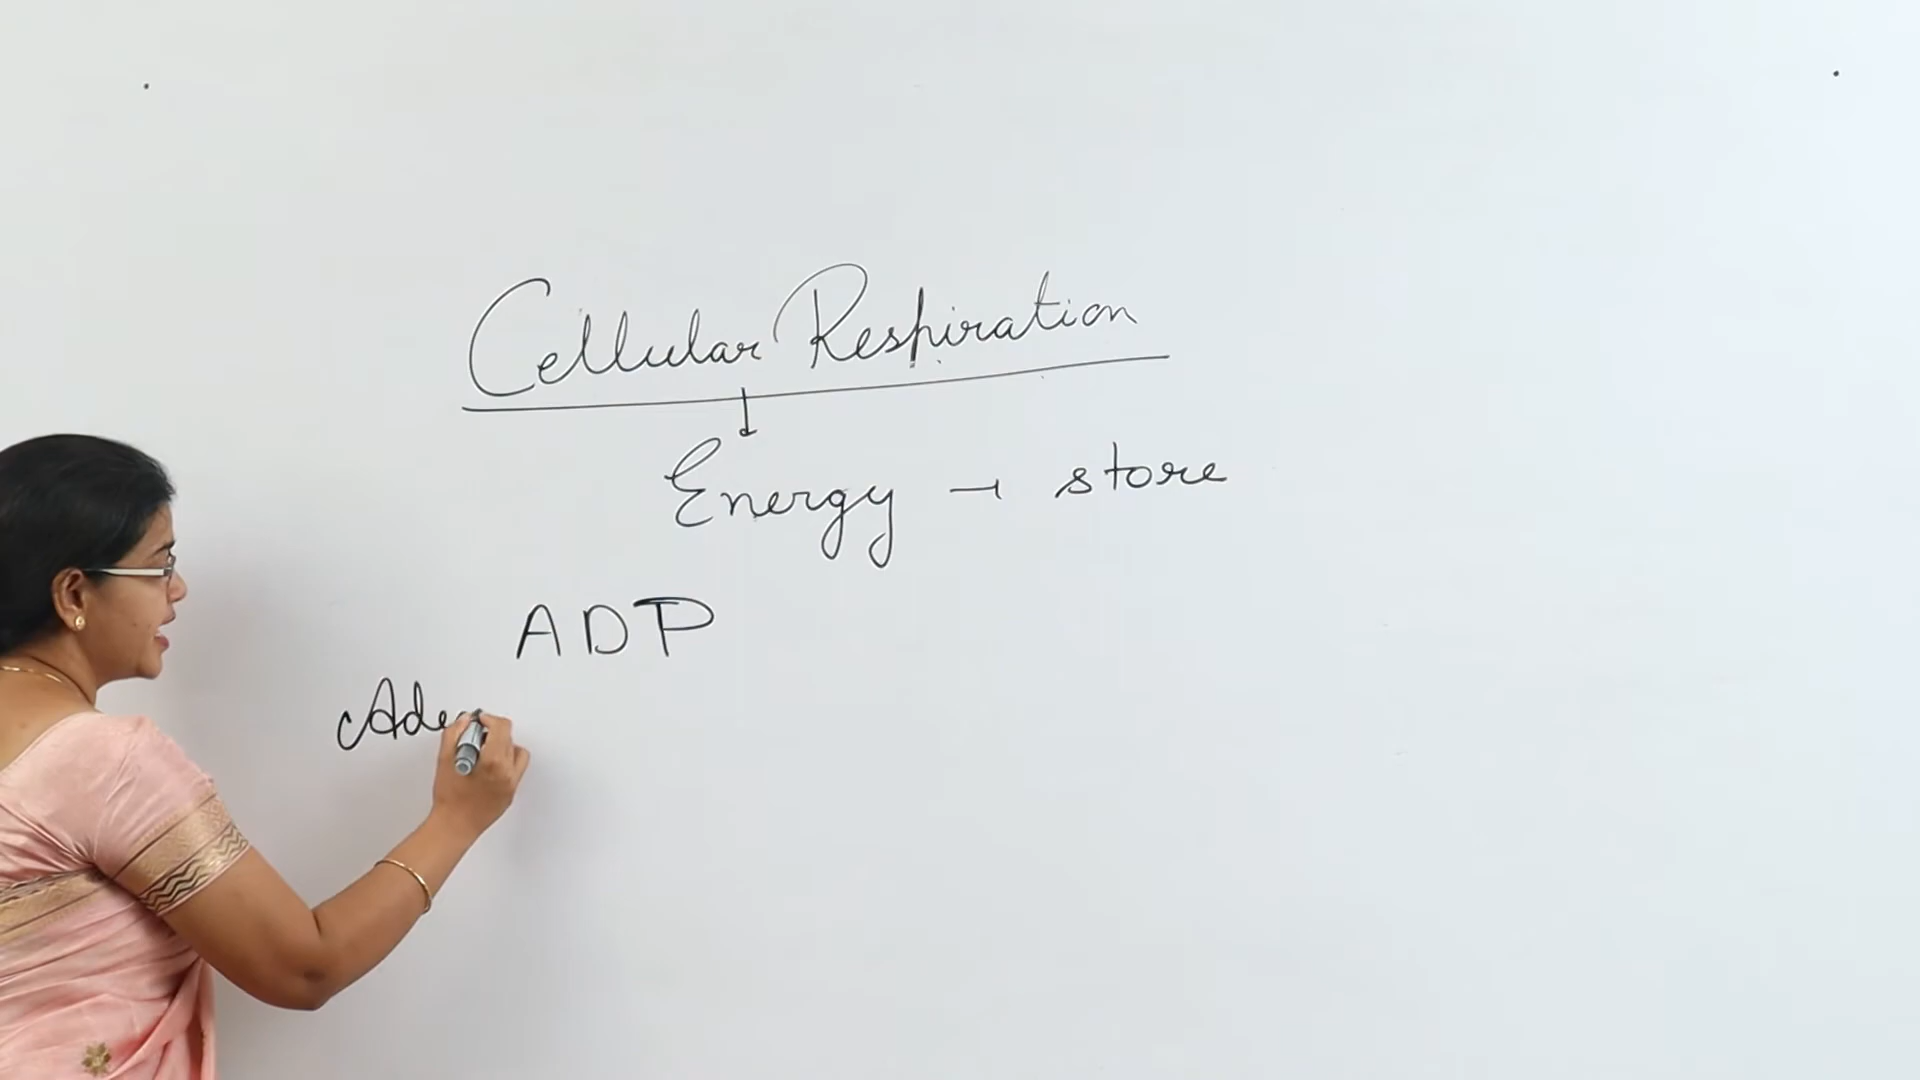 Cellular Respiration
Energy → store
ADP
Ade